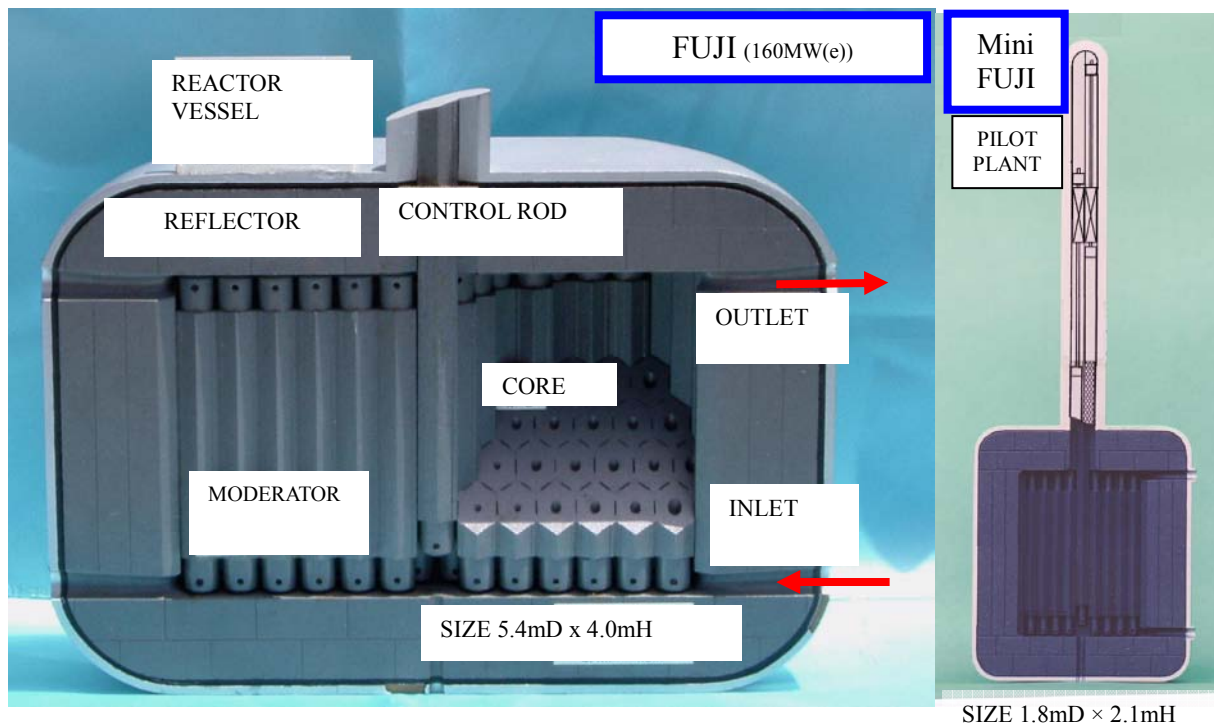 FUJI (160MW(e))
Mini
FUJI
PILOT
PLANT
REACTOR
VESSEL
REFLECTOR
CONTROL ROD
OUTLET
CORE
MODERATOR
INLET
SIZE 5.4mD x 4.0mH
SIZE 1.8mD × 2.1mH